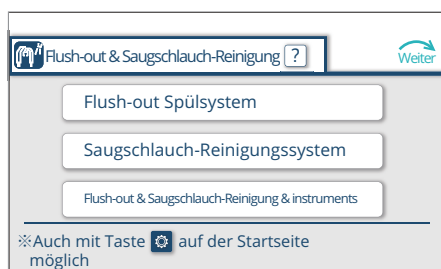 Flush-out & Saugschlauch-Reinigung ?
Weiter
Flush-out Spülsystem
Saugschlauch-Reinigungssystem
Flush-out & Saugschlauch-Reinigung & instruments
※Auch mit Taste auf der Startseite
möglich